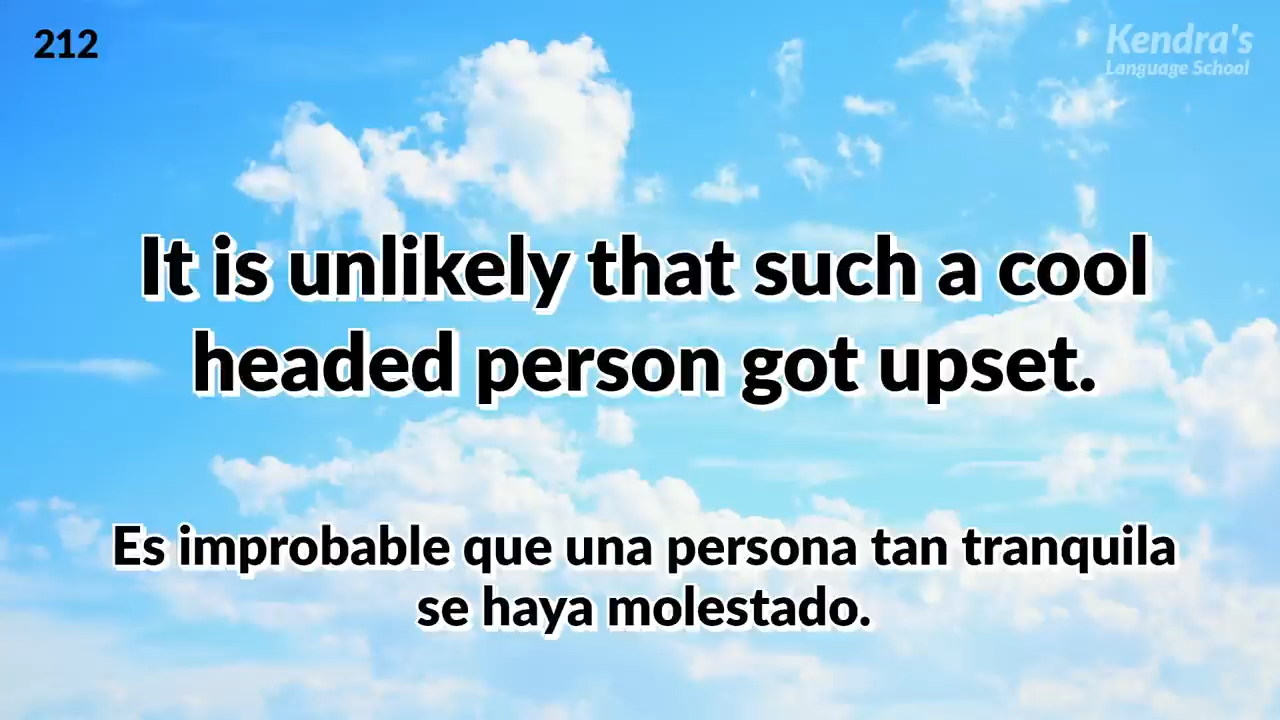 212
Kendra's
Language School
It is unlikely that such a cool
headed person got upset.
Es improbable que una persona tan tranquila
se haya molestado.